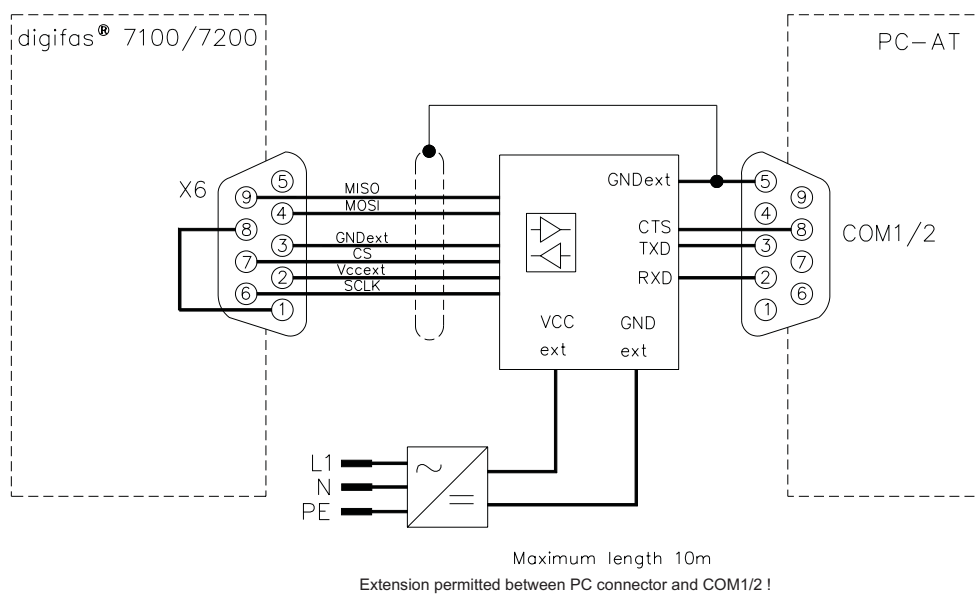 digifas® 7100/7200
PC-AT
X6
5
9
4
8
3
7
2
6
1
MISO
MOSI
GNDext
CS
Vccext
SCLK
GNDext
CTS
TXD
RXD
VCC
ext
GND
ext
5
9
4
8
3
7
2
6
1
COM1/2
L1
N
PE
Maximum length 10m
Extension permitted between PC connector and COM1/2 !